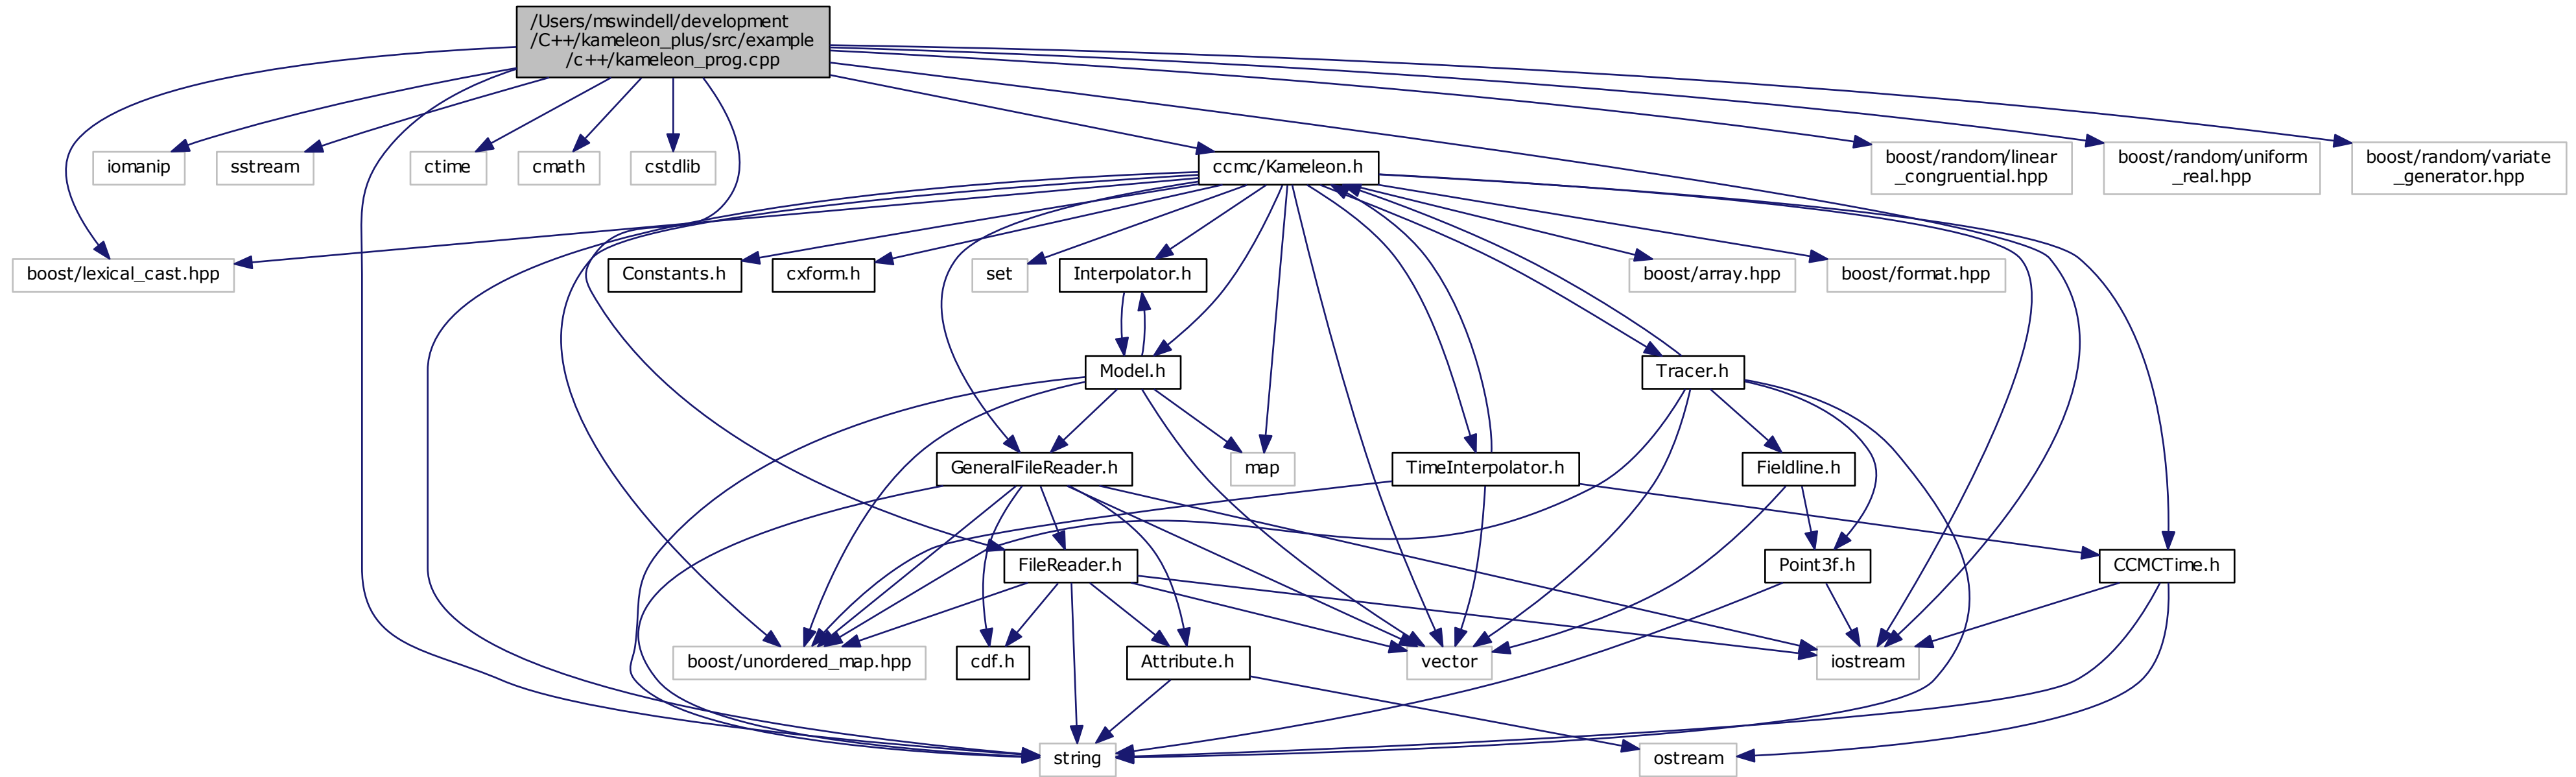 /Users/mswindell/development
/C++/kameleon_plus/src/example
/c++/kameleon_prog.cpp
iomanip
sstream
ctime
cmath
cstdlib
ccmc/Kameleon.h
boost/random/linear
_congruential.hpp
boost/random/uniform
_real.hpp
boost/random/variate
_generator.hpp
boost/lexical_cast.hpp
Constants.h
cxform.h
set
Interpolator.h
boost/array.hpp
boost/format.hpp
Model.h
Tracer.h
GeneralFileReader.h
map
TimeInterpolator.h
Fieldline.h
FileReader.h
Point3f.h
CCMCTime.h
boost/unordered_map.hpp
cdf.h
Attribute.h
vector
iostream
string
ostream